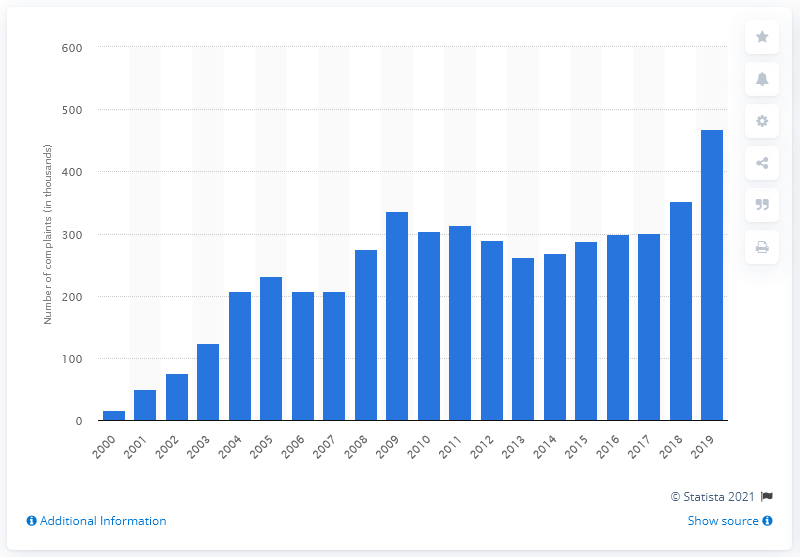 600
500
400
300
200
100
0
Number of complaints (in thousands)
2000 2001 2002 2003 2004 2005 2006 2007 2008 2009 2010 2011 2012 2013 2014 2015 2016 2017 2018 2019
© Statista 2021
Additional Information
Show source